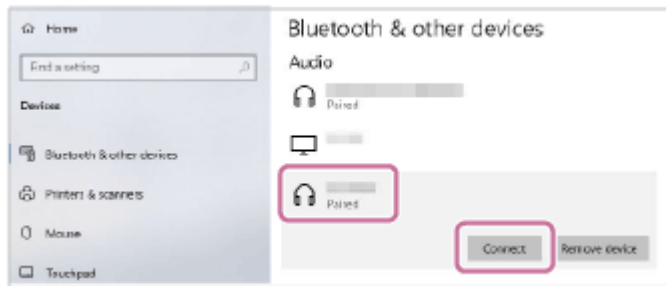 Home
Find a setting
Devices
Bluetooth & other devices
Printers & scanners
Mouse
Touchpad
Bluetooth & other devices
Audio
Paired
Paired
Connect
Remove device